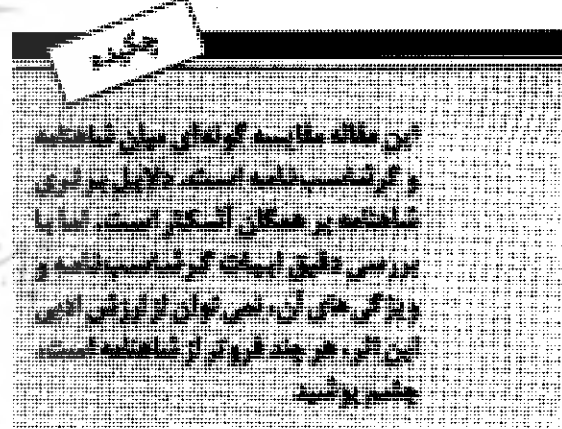 چکیده
این مقاله مقایسه گونه‌ای میان شاهنامه
و گرشاسب‌نامه است. دلایل برتری
شاهنامه بر همگان آشکار است، اما با
بررسی دقیق ابیات گرشاسب‌نامه و
ویژگی های آن، نمی توان از ارزش ادبی
این اثر، هر چند فروتر از شاهنامه است،
چشم پوشید.